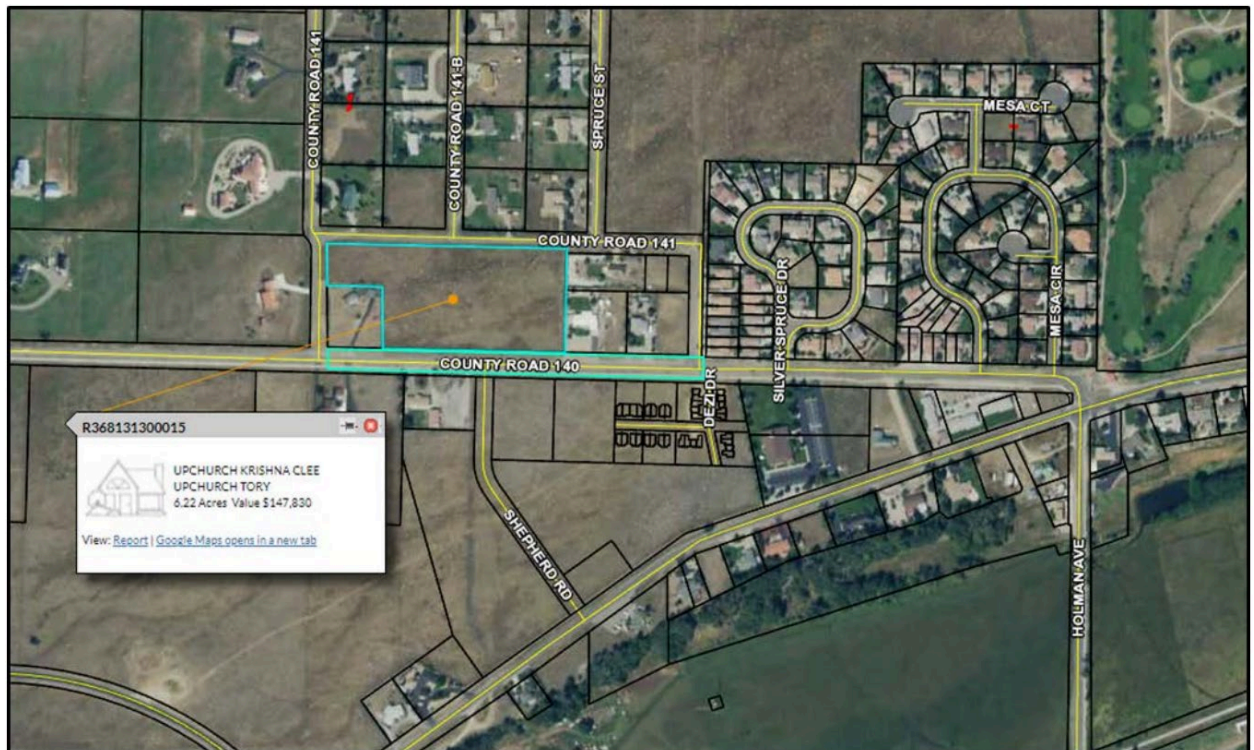 COUNTY ROAD 141
COUNTY ROAD 141 B
SPRUCE ST
MESA CT
COUNTY ROAD 141
SILVER SPRUCE DR
MESA CIR
COUNTY ROAD 140
DEZI DR
R368131300015
UPCHURCH KRISHNA CLEE
UPCHURCH TORY
6.22 Acres Value $147,830
View: Report | Google Maps opens in a new tab
SHEPHERD RD
HOLMAN AVE